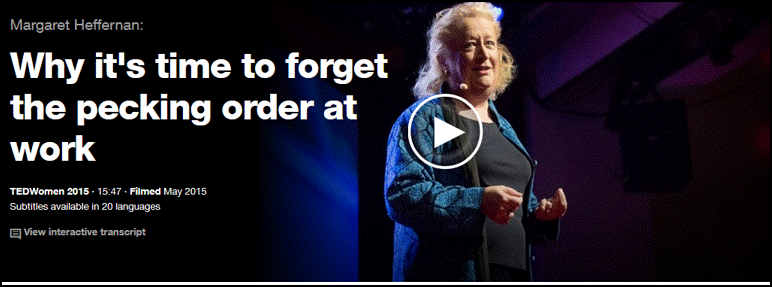 Margaret Heffernan:
Why it's time to forget
the pecking order at
work
TEDWomen 2015 · 15:47 · Filmed May 2015
Subtitles available in 20 languages
View interactive transcript